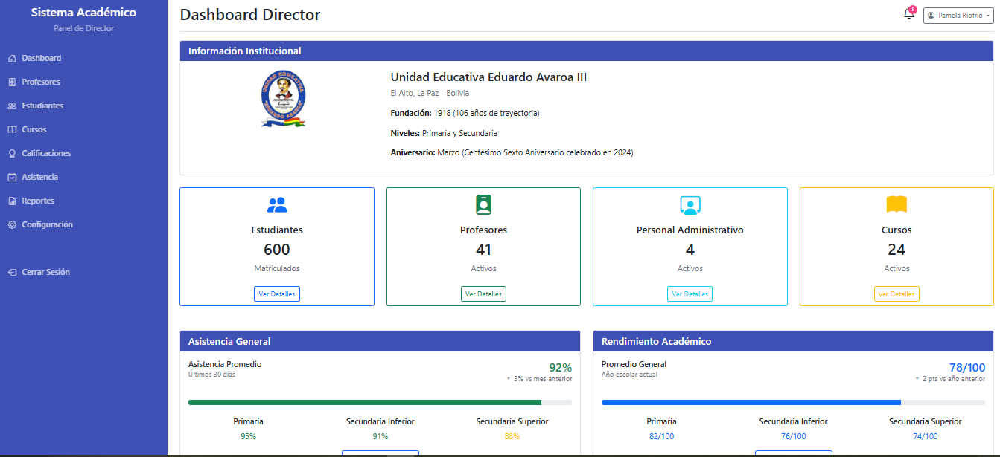 Sistema Académico
Panel de Director
Dashboard
Profesores
Estudiantes
Cursos
Calificaciones
Asistencia
Reportes
Configuración
Cerrar Sesión
Dashboard Director
8
Pamela Riofrio
Información Institucional
UNIDAD EDUCATIVA
"EDUARDO AVAROA"
Unidad Educativa Eduardo Avaroa III
El Alto, La Paz - Bolivia
Fundación: 1918 (106 años de trayectoria)
Niveles: Primaria y Secundaria
Aniversario: Marzo (Centésimo Sexto Aniversario celebrado en 2024)
Estudiantes
600
Matriculados
Ver Detalles
Profesores
41
Activos
Ver Detalles
Personal Administrativo
4
Activos
Ver Detalles
Cursos
24
Activos
Ver Detalles
Asistencia General
Asistencia Promedio
Últimos 30 días
92%
↑ 3% vs mes anterior
Primaria
95%
Secundaria Inferior
91%
Secundaria Superior
88%
Rendimiento Académico
Promedio General
Año escolar actual
78/100
↑ 2 pts vs año anterior
Primaria
82/100
Secundaria Inferior
76/100
Secundaria Superior
74/100